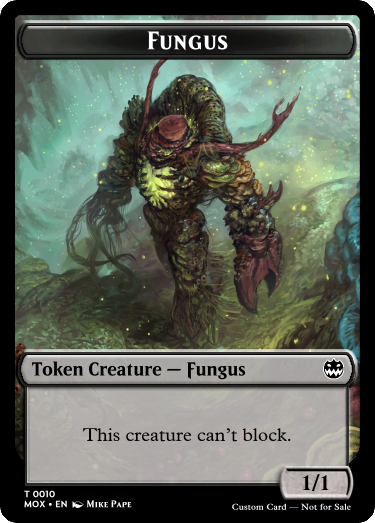 Fungus
Token Creature — Fungus
This creature can't block.
1/1
T 0010
MOX • EN Mike Pape
Custom Card — Not for Sale